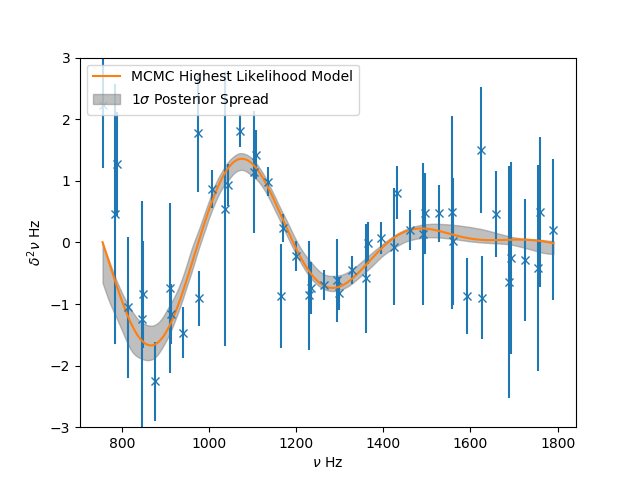 MCMC Highest Likelihood Model
1σ Posterior Spread
3
2
1
0
−1
−2
−3
δ²ν Hz
800 1000 1200 1400 1600 1800
ν Hz